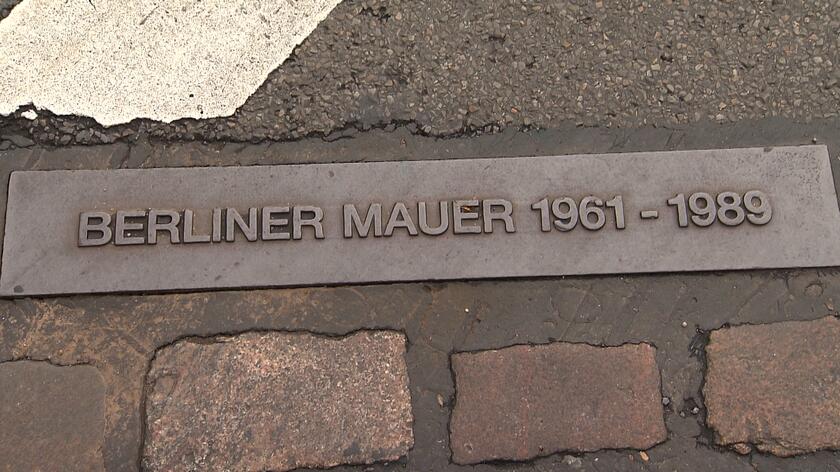 BERLINER MAUER 1961 - 1989